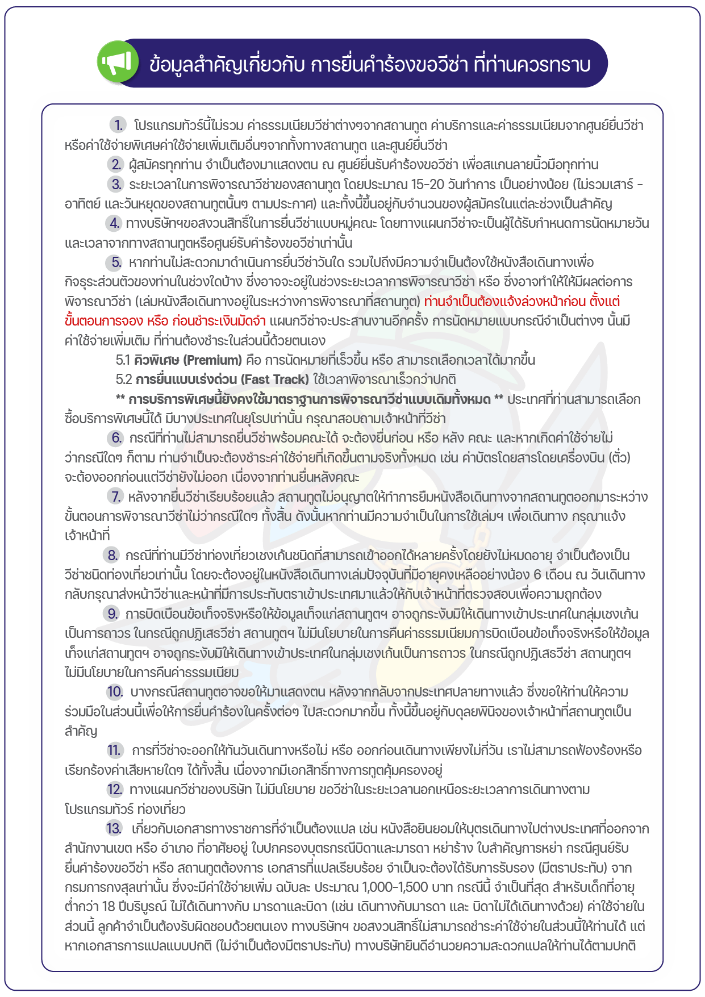 ข้อมูลสำคัญเกี่ยวกับ การยื่นคำร้องขอวีซ่า ที่ท่านควรทราบ
1. โปรแกรมทัวร์นี้ไม่รวม ค่าธรรมเนียมวีซ่าต่างๆจากสถานทูต ค่าบริการและค่าธรรมเนียมจากศูนย์ยื่นวีซ่า
หรือค่าใช้จ่ายพิเศษค่าใช้จ่ายเพิ่มเติมอื่นๆจากทั้งทางสถานทูต และศูนย์ยื่นวีซ่า
2. ผู้สมัครทุกท่าน จำเป็นต้องมาแสดงตน ณ ศูนย์ยื่นรับคำร้องขอวีซ่า เพื่อสแกนลายนิ้วมือทุกท่าน
3. ระยะเวลาในการพิจารณาวีซ่าของสถานทูต โดยประมาณ 15-20 วันทำการ เป็นอย่างน้อย (ไม่รวมเสาร์ -
อาทิตย์ และวันหยุดของสถานทูตนั้นๆ ตามประกาศ) และทั้งนี้ขึ้นอยู่กับจำนวนของผู้สมัครในแต่ละช่วงเป็นสำคัญ
4. ทางบริษัทฯขอสงวนสิทธิ์ในการยื่นวีซ่าแบบหมู่คณะ โดยทางแผนกวีซ่าจะเป็นผู้ได้รับกำหนดการนัดหมายวัน
และเวลาจากทางสถานทูตหรือศูนย์รับคำร้องขอวีซ่าเท่านั้น
5. หากท่านไม่สะดวกมาดำเนินการยื่นวีซ่าวันใด รวมไปถึงมีความจำเป็นต้องใช้หนังสือเดินทางเพื่อ
กิจธุระส่วนตัวของท่านในช่วงใดบ้าง ซึ่งอาจจะอยู่ในช่วงระยะเวลาการพิจารณาวีซ่า หรือ ซึ่งอาจทำให้ให้มีผลต่อการ
พิจารณาวีซ่า (เล่มหนังสือเดินทางอยู่ในระหว่างการพิจารณาที่สถานทูต) ท่านจำเป็นต้องแจ้งล่วงหน้าก่อน ตั้งแต่
ขั้นตอนการจอง หรือ ก่อนชำระเงินมัดจำ แผนกวีซ่าจะประสานงานอีกครั้ง การนัดหมายแบบกรณีจำเป็นต่างๆ นั้นมี
ค่าใช้จ่ายเพิ่มเติม ที่ท่านต้องชำระในส่วนนี้ด้วยตนเอง
5.1 คิวพิเศษ (Premium) คือ การนัดหมายที่เร็วขึ้น หรือ สามารถเลือกเวลาได้มากขึ้น
5.2 การยื่นแบบเร่งด่วน (Fast Track) ใช้เวลาพิจารณาเร็วกว่าปกติ
** การบริการพิเศษนี้ยังคงใช้มาตราฐานการพิจารณาวีซ่าแบบเดิมทั้งหมด ** ประเทศที่ท่านสามารถเลือก
ซื้อบริการพิเศษนี้ได้ มีบางประเทศในยุโรปเท่านั้น กรุณาสอบถามเจ้าหน้าที่วีซ่า
6. กรณีที่ท่านไม่สามารถยื่นวีซ่าพร้อมคณะได้ จะต้องยื่นก่อน หรือ หลัง คณะ และหากเกิดค่าใช้จ่ายไม่
ว่ากรณีใดๆ ก็ตาม ท่านจำเป็นจะต้องชำระค่าใช้จ่ายที่เกิดขึ้นตามจริงทั้งหมด เช่น ค่าบัตรโดยสารโดยเครื่องบิน (ตั๋ว)
จะต้องออกก่อนแต่วีซ่ายังไม่ออก เนื่องจากท่านยื่นหลังคณะ
7. หลังจากยื่นวีซ่าเรียบร้อยแล้ว สถานทูตไม่อนุญาตให้ทำการยืมหนังสือเดินทางจากสถานทูตออกมาระหว่าง
ขั้นตอนการพิจารณาวีซ่าไม่ว่ากรณีใดๆ ทั้งสิ้น ดังนั้นหากท่านมีความจำเป็นในการใช้เล่มฯ เพื่อเดินทาง กรุณาแจ้ง
เจ้าหน้าที่
8. กรณีที่ท่านมีวีซ่าท่องเที่ยวเชงเก้นชนิดที่สามารถเข้าออกได้หลายครั้งโดยยังไม่หมดอายุ จำเป็นต้องเป็น
วีซ่าชนิดท่องเที่ยวเท่านั้น โดยจะต้องอยู่ในหนังสือเดินทางเล่มปัจจุบันที่มีอายุคงเหลืออย่างน้อง 6 เดือน ณ วันเดินทาง
กลับกรุณาส่งหน้าวีซ่าและหน้าที่มีการประทับตราเข้าประเทศมาแล้วให้กับเจ้าหน้าที่ตรวจสอบเพื่อความถูกต้อง
9. การบิดเบือนข้อเท็จจริงหรือให้ข้อมูลเท็จแก่สถานทูตฯ อาจถูกระงับมิให้เดินทางเข้าประเทศในกลุ่มเชงเก้น
เป็นการถาวร ในกรณีถูกปฏิเสธวีซ่า สถานทูตฯ ไม่มีนโยบายในการคืนค่าธรรมเนียมการบิดเบือนข้อเท็จจริงหรือให้ข้อมูล
เท็จแก่สถานทูตฯ อาจถูกระงับมิให้เดินทางเข้าประเทศในกลุ่มเชงเก้นเป็นการถาวร ในกรณีถูกปฏิเสธวีซ่า สถานทูตฯ
ไม่มีนโยบายในการคืนค่าธรรมเนียม
10. บางกรณีสถานทูตอาจขอให้มาแสดงตน หลังจากกลับจากประเทศปลายทางแล้ว ซึ่งขอให้ท่านให้ความ
ร่วมมือในส่วนนี้เพื่อให้การยื่นคำร้องในครั้งต่อๆ ไปสะดวกมากขึ้น ทั้งนี้ขึ้นอยู่กับดุลยพินิจของเจ้าหน้าที่สถานทูตเป็น
สำคัญ
11. การที่วีซ่าจะออกให้ทันวันเดินทางหรือไม่ หรือ ออกก่อนเดินทางเพียงไม่กี่วัน เราไม่สามารถฟ้องร้องหรือ
เรียกร้องค่าเสียหายใดๆ ได้ทั้งสิ้น เนื่องจากมีเอกสิทธิ์ทางการทูตคุ้มครองอยู่
12. ทางแผนกวีซ่าของบริษัท ไม่มีนโยบาย ขอวีซ่าในระยะเวลานอกเหนือระยะเวลาการเดินทางตาม
โปรแกรมทัวร์ ท่องเที่ยว
13. เกี่ยวกับเอกสารทางราชการที่จำเป็นต้องแปล เช่น หนังสือยินยอมให้บุตรเดินทางไปต่างประเทศที่ออกจาก
สำนักงานเขต หรือ อำเภอ ที่อาศัยอยู่ ใบปกครองบุตรกรณีบิดาและมารดา หย่าร้าง ใบสำคัญการหย่า กรณีศูนย์รับ
ยื่นคำร้องขอวีซ่า หรือ สถานทูตต้องการ เอกสารที่แปลเรียบร้อย จำเป็นจะต้องได้รับการรับรอง (มีตราประทับ) จาก
กรมการกงสุลเท่านั้น ซึ่งจะมีค่าใช้จ่ายเพิ่ม ฉบับละ ประมาณ 1,000-1,500 บาท กรณีนี้ จำเป็นที่สุด สำหรับเด็กที่อายุ
ต่ำกว่า 18 ปีบริบูรณ์ ไม่ได้เดินทางกับ มารดาและบิดา (เช่น เดินทางกับมารดา และ บิดาไม่ได้เดินทางด้วย) ค่าใช้จ่ายใน
ส่วนนี้ ลูกค้าจำเป็นต้องรับผิดชอบด้วยตนเอง ทางบริษัทฯ ขอสงวนสิทธิ์ไม่สามารถชำระค่าใช้จ่ายในส่วนนี้ให้ท่านได้ แต่
หากเอกสารการแปลแบบปกติ (ไม่จำเป็นต้องมีตราประทับ) ทางบริษัทยินดีอำนวยความสะดวกแปลให้ท่านได้ตามปกติ